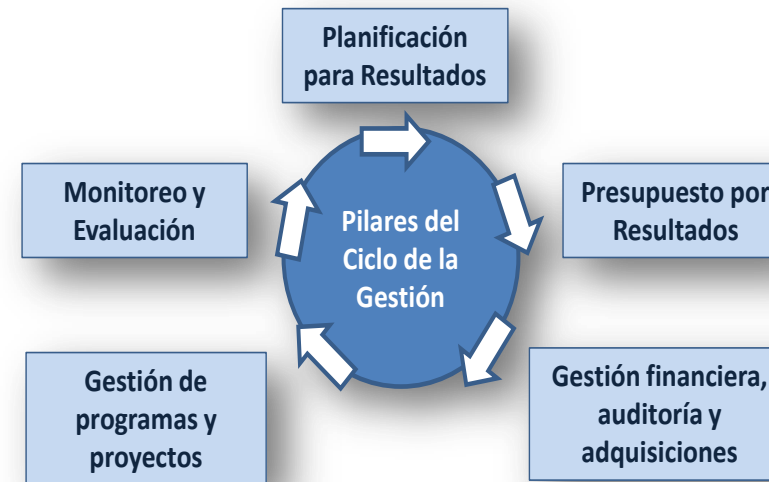 Planificación
para Resultados
Monitoreo y
Evaluación
Pilares del
Ciclo de la
Gestión
Presupuesto por
Resultados
Gestión de
programas y
proyectos
Gestión financiera,
auditoría y
adquisiciones